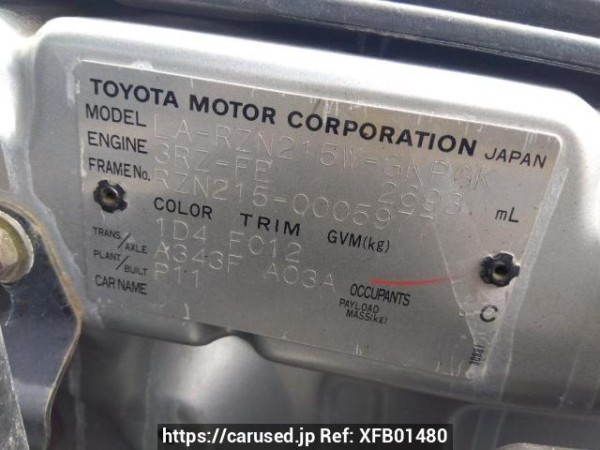 TOYOTA MOTOR CORPORATION JAPAN
MODEL LA-RZN215W-GKPGK
ENGINE 3RZ-FE 2693 mL
FRAME No. RZN215-00059
COLOR TRIM GVM(kg)
1D4 FC12
TRANS/AXLE A343F A03A
PLANT/BUILT P11
CAR NAME
OCCUPANTS
PAYLOAD
MASS(kg)
C
https://carused.jp Ref: XFB01480